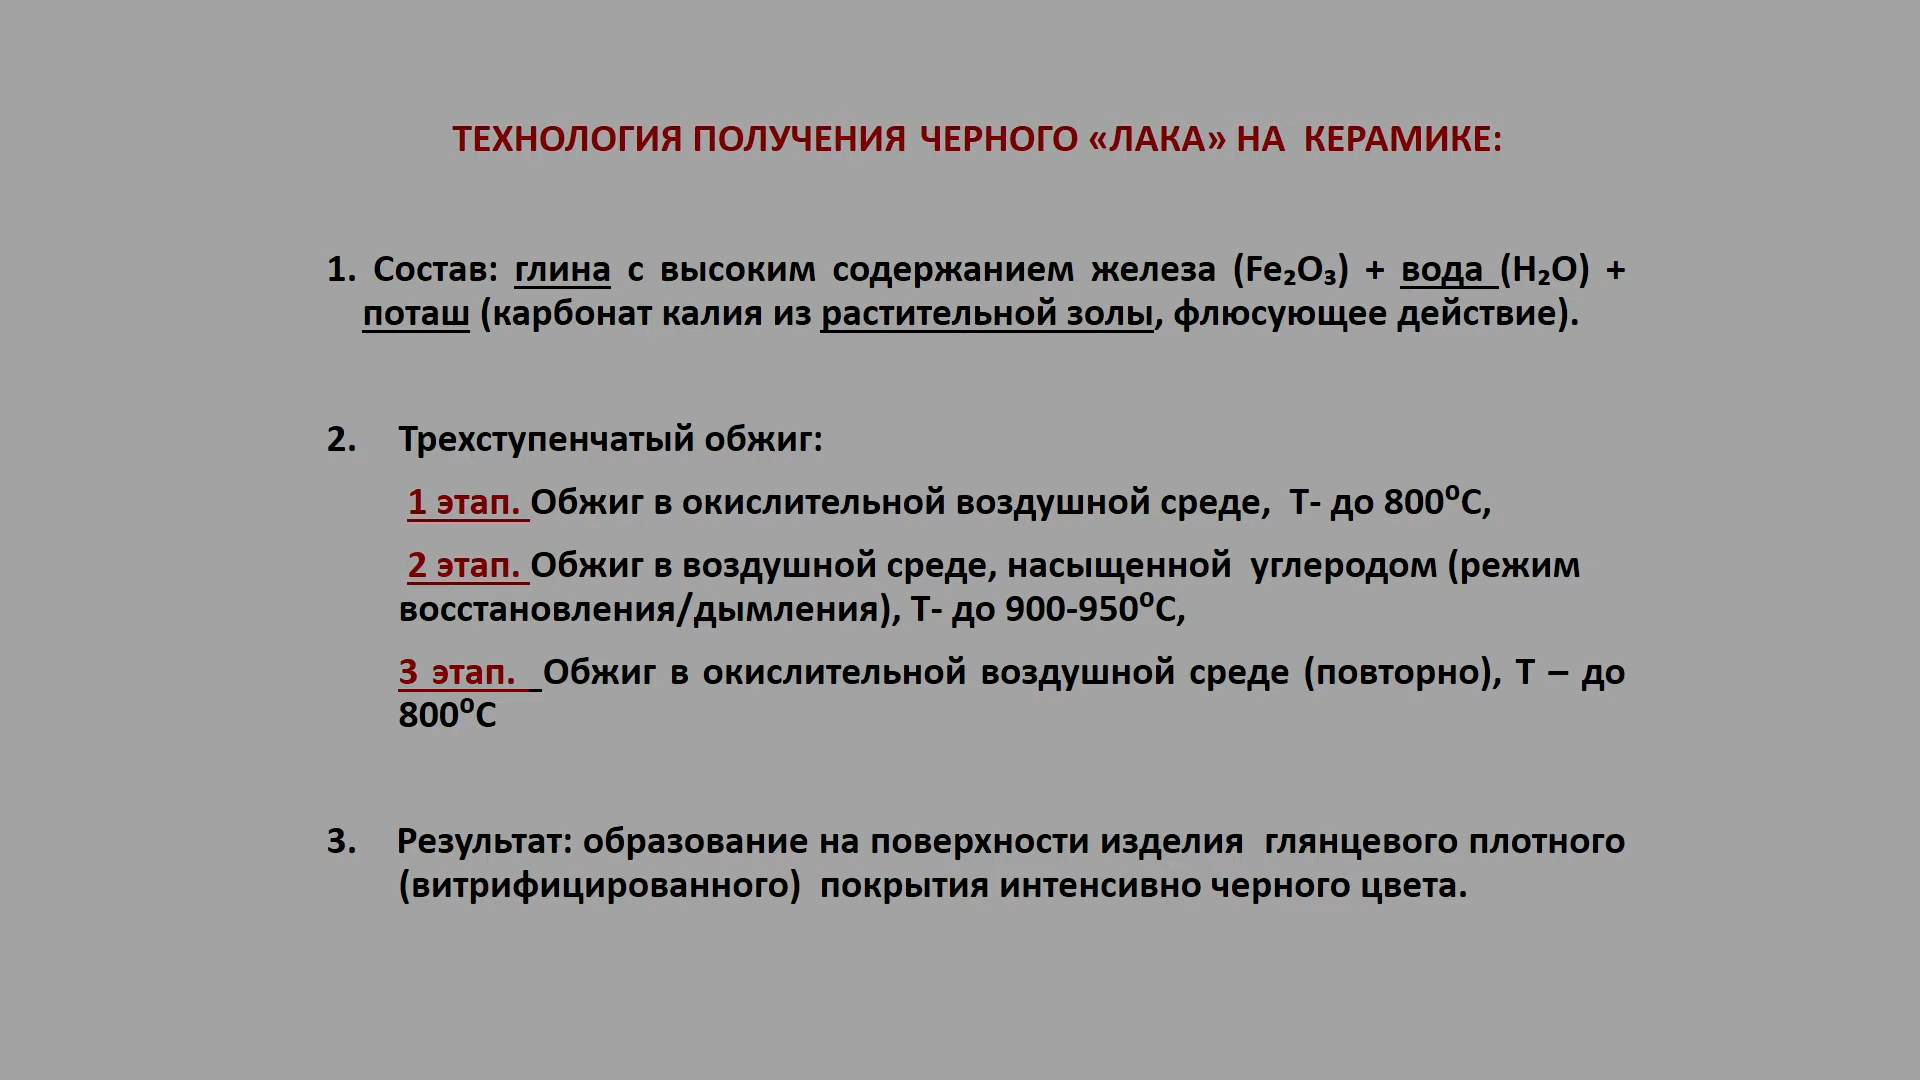 ТЕХНОЛОГИЯ ПОЛУЧЕНИЯ ЧЕРНОГО «ЛАКА» НА КЕРАМИКЕ:
1. Состав: глина с высоким содержанием железа (Fe₂O₃) + вода (H₂O) +
поташ (карбонат калия из растительной золы, флюсующее действие).
2. Трехступенчатый обжиг:
1 этап. Обжиг в окислительной воздушной среде, Т- до 800⁰С,
2 этап. Обжиг в воздушной среде, насыщенной углеродом (режим
восстановления/дымления), Т- до 900-950⁰С,
3 этап. Обжиг в окислительной воздушной среде (повторно), Т – до
800⁰С
3. Результат: образование на поверхности изделия глянцевого плотного
(витрифицированного) покрытия интенсивно черного цвета.